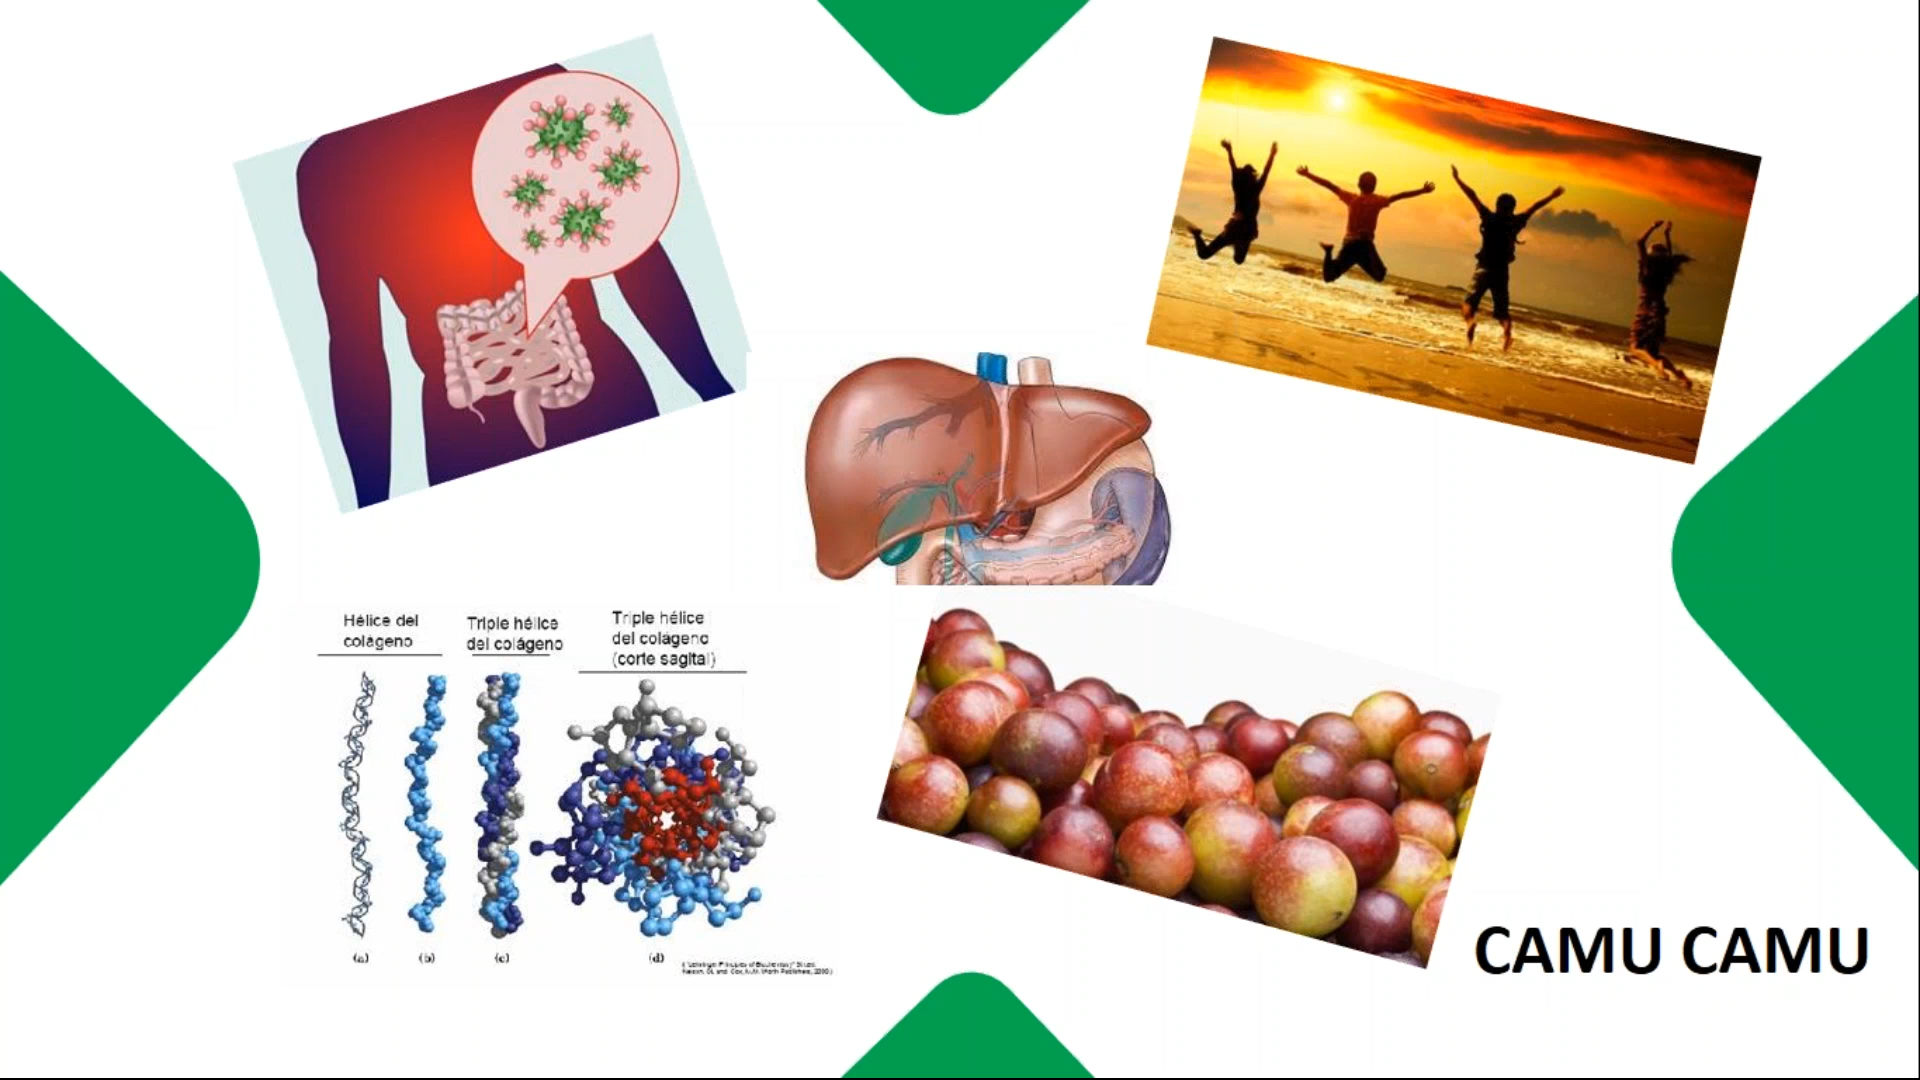 Hélice del
colágeno
Triple hélice
del colágeno
Triple hélice
del colágeno
(corte sagital)
(a)
(b)
(c)
(d)
CAMU CAMU